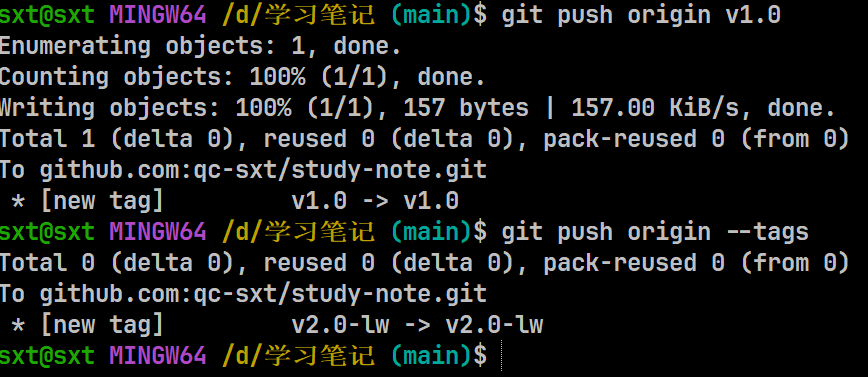 sxt@sxt MINGW64 /d/学习笔记 (main)$ git push origin v1.0
Enumerating objects: 1, done.
Counting objects: 100% (1/1), done.
Writing objects: 100% (1/1), 157 bytes | 157.00 KiB/s, done.
Total 1 (delta 0), reused 0 (delta 0), pack-reused 0 (from 0)
To github.com:qc-sxt/study-note.git
 * [new tag]         v1.0 -> v1.0
sxt@sxt MINGW64 /d/学习笔记 (main)$ git push origin --tags
Total 0 (delta 0), reused 0 (delta 0), pack-reused 0 (from 0)
To github.com:qc-sxt/study-note.git
 * [new tag]         v2.0-lw -> v2.0-lw
sxt@sxt MINGW64 /d/学习笔记 (main)$